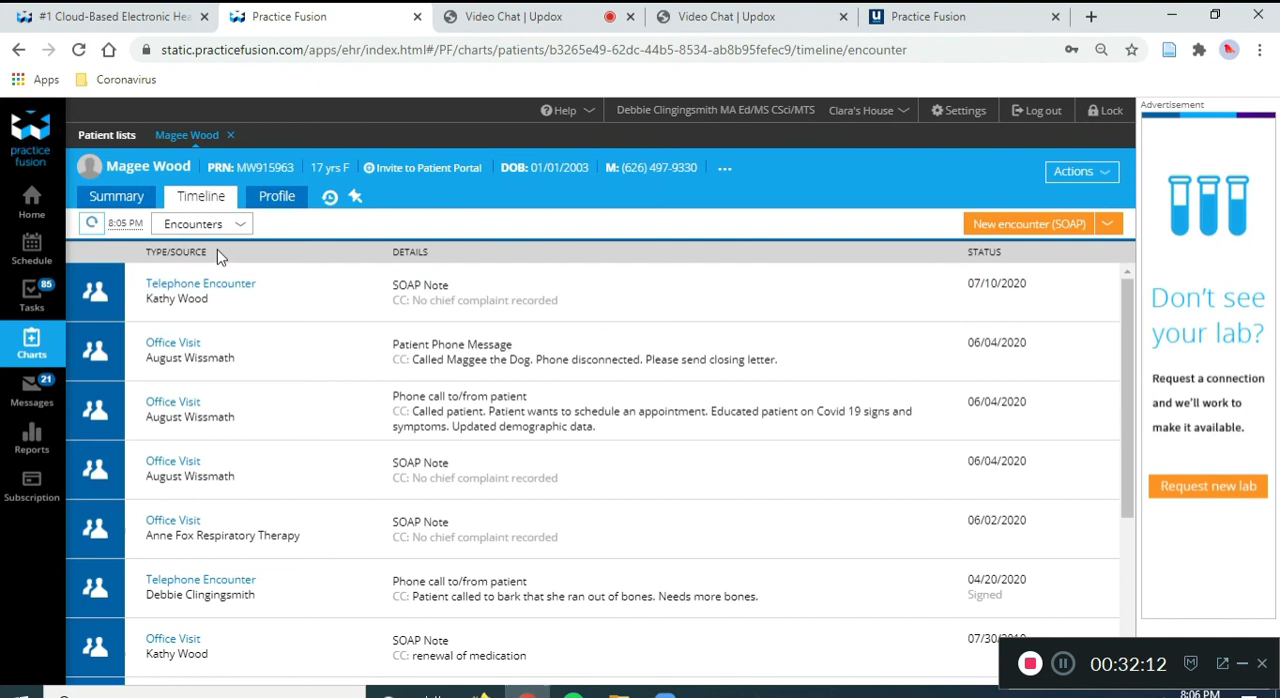 #1 Cloud-Based Electronic Hea
Practice Fusion
Video Chat | Updox
Video Chat | Updox
Practice Fusion
static.practicefusion.com/apps/ehr/index.html#/PF/charts/patients/b3265e49-62dc-44b5-8534-ab8b95fefec9/timeline/encounter
Apps
Coronavirus
practice
fusion
Home
Schedule
Tasks
85
Charts
Messages
21
Reports
Subscription
Help
Debbie Clingingsmith MA Ed/MS CSci/MTS
Clara's House
Settings
Log out
Lock
Patient lists
Magee Wood
Magee Wood
PRN: MW915963
17 yrs F
Invite to Patient Portal
DOB: 01/01/2003
M: (626) 497-9330
...
Actions
Summary
Timeline
Profile
8:05 PM
Encounters
New encounter (SOAP)
TYPE/SOURCE
DETAILS
STATUS
Telephone Encounter
SOAP Note
07/10/2020
Kathy Wood
CC: No chief complaint recorded
Office Visit
Patient Phone Message
06/04/2020
August Wissmath
CC: Called Maggee the Dog. Phone disconnected. Please send closing letter.
Office Visit
Phone call to/from patient
06/04/2020
August Wissmath
CC: Called patient. Patient wants to schedule an appointment. Educated patient on Covid 19 signs and
symptoms. Updated demographic data.
Office Visit
SOAP Note
06/04/2020
August Wissmath
CC: No chief complaint recorded
Office Visit
SOAP Note
06/02/2020
Anne Fox Respiratory Therapy
CC: No chief complaint recorded
Telephone Encounter
Phone call to/from patient
04/20/2020
Debbie Clingingsmith
CC: Patient called to bark that she ran out of bones. Needs more bones.
Signed
Office Visit
SOAP Note
Kathy Wood
CC: renewal of medication
Advertisement
Don't see
your lab?
Request a connection
and we'll work to
make it available.
Request new lab
00:32:12
8:06 PM